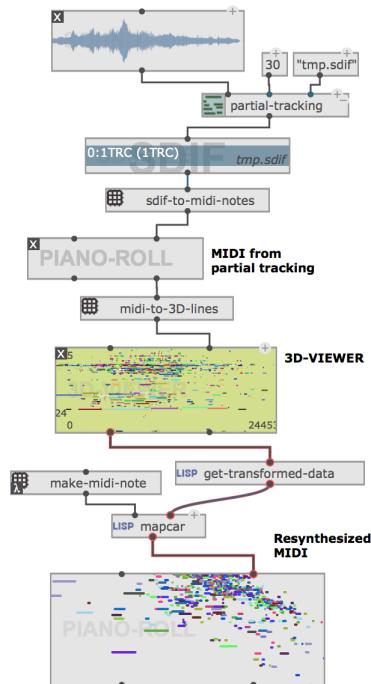 X
+
30
"tmp.sdif"
partial-tracking
SDIF
0:1TRC (1TRC)
tmp.sdif
sdif-to-midi-notes
X
PIANO-ROLL
MIDI from
partial tracking
midi-to-3D-lines
X
+
3D-VIEWER
24
0
24453
LISP get-transformed-data
λ
make-midi-note
LISP mapcar
+
Resynthesized
MIDI
PIANO-ROLL